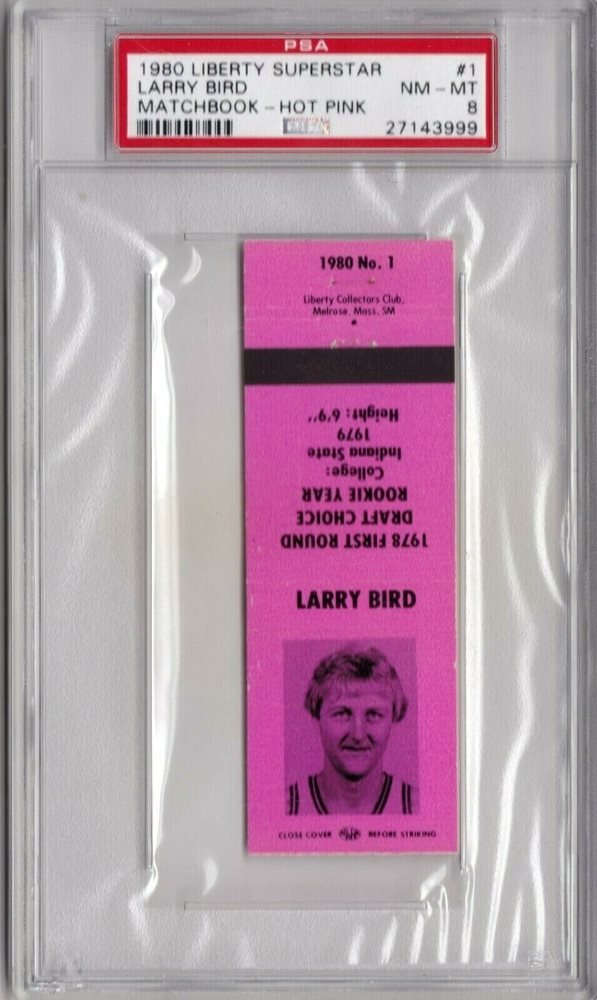 PSA
1980 LIBERTY SUPERSTAR #1
LARRY BIRD NM - MT
MATCHBOOK - HOT PINK 8
27143999
1980 No. 1
Liberty Collectors Club,
Melrose, Mass. SM
1978 FIRST ROUND
DRAFT CHOICE
ROOKIE YEAR
College:
Indiana State
1979
Height: 6'9''
LARRY BIRD
CLOSE COVER BEFORE STRIKING